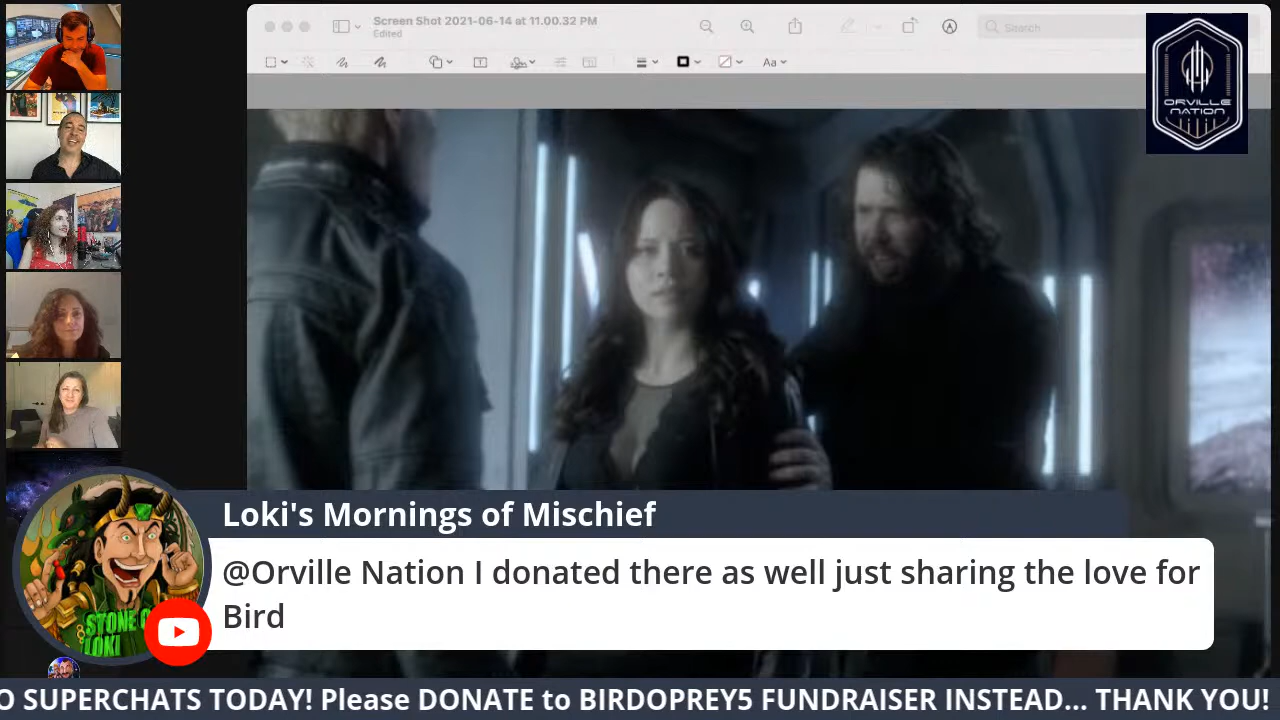 Screen Shot 2021-06-14 at 11.00.32 PM
Edited
Search
Aa
ORVILLE
NATION
Loki's Mornings of Mischief
@Orville Nation I donated there as well just sharing the love for
Bird
STONE C
LOKI
O SUPERCHATS TODAY! Please DONATE to BIRDOPREY5 FUNDRAISER INSTEAD... THANK YOU!